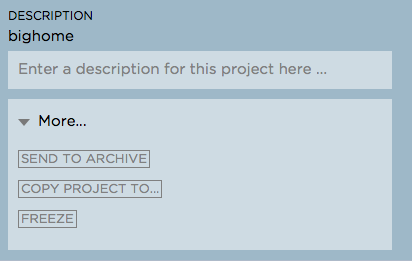 DESCRIPTION
bighome
Enter a description for this project here ...
More...
SEND TO ARCHIVE
COPY PROJECT TO...
FREEZE